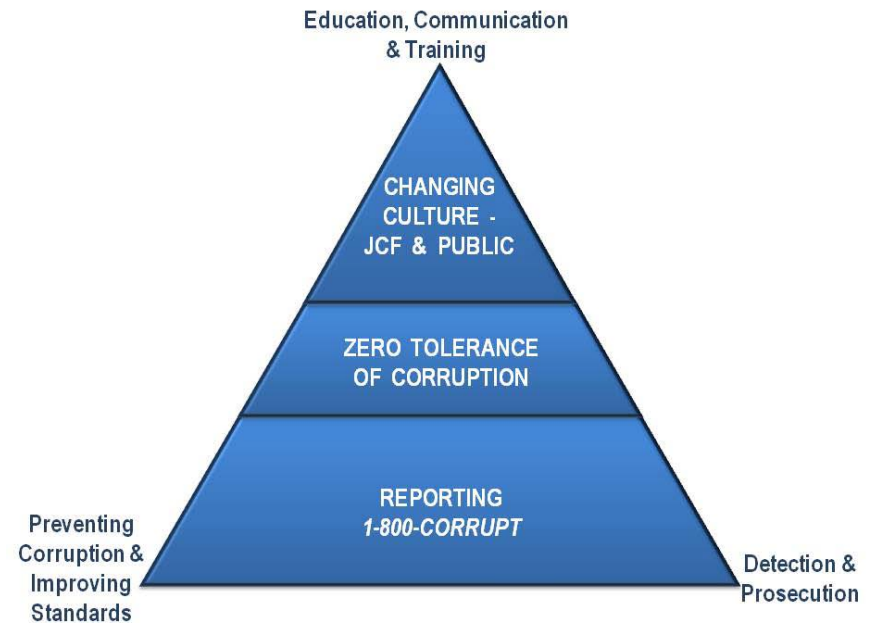 Education, Communication
& Training
CHANGING
CULTURE -
JCF & PUBLIC
ZERO TOLERANCE
OF CORRUPTION
REPORTING
1-800-CORRUPT
Preventing
Corruption &
Improving
Standards
Detection &
Prosecution